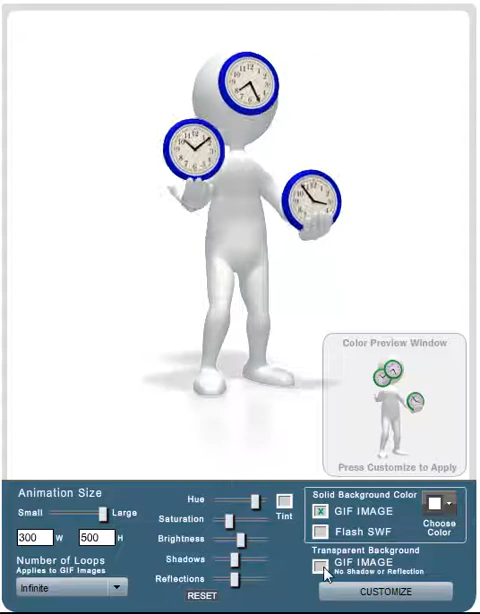 Color Preview Window
Press Customize to Apply
Animation Size
Small Large
300 W 500 H
Number of Loops
Applies to GIF Images
Infinite
Hue
Saturation
Brightness
Shadows
Reflections
RESET
Tint
Solid Background Color
GIF IMAGE
Flash SWF
Choose
Color
Transparent Background
GIF IMAGE
No Shadow or Reflection
CUSTOMIZE